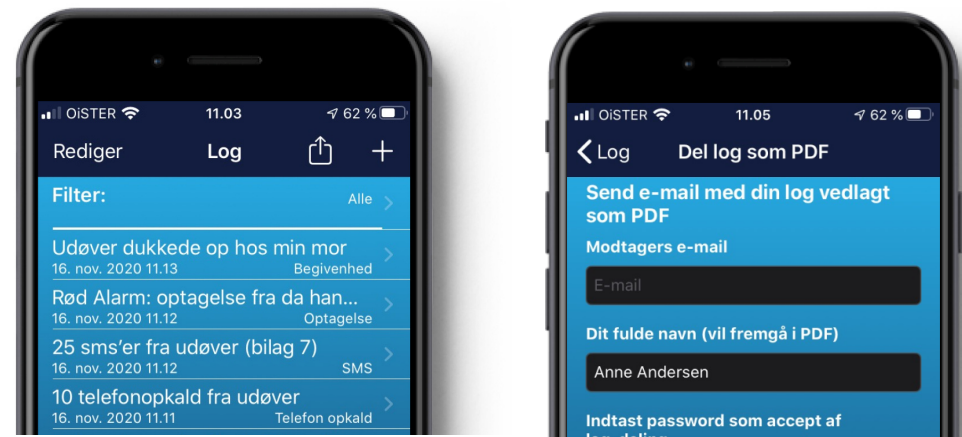 OiSTER 11.03 62 %
Rediger Log
Filter: Alle
Udøver dukkede op hos min mor
16. nov. 2020 11.13 Begivenhed
Rød Alarm: optagelse fra da han...
16. nov. 2020 11.12 Optagelse
25 sms'er fra udøver (bilag 7)
16. nov. 2020 11.12 SMS
10 telefonopkald fra udøver
16. nov. 2020 11.11 Telefon opkald
OiSTER 11.05 62 %
Log Del log som PDF
Send e-mail med din log vedlagt
som PDF
Modtagers e-mail
E-mail
Dit fulde navn (vil fremgå i PDF)
Anne Andersen
Indtast password som accept af